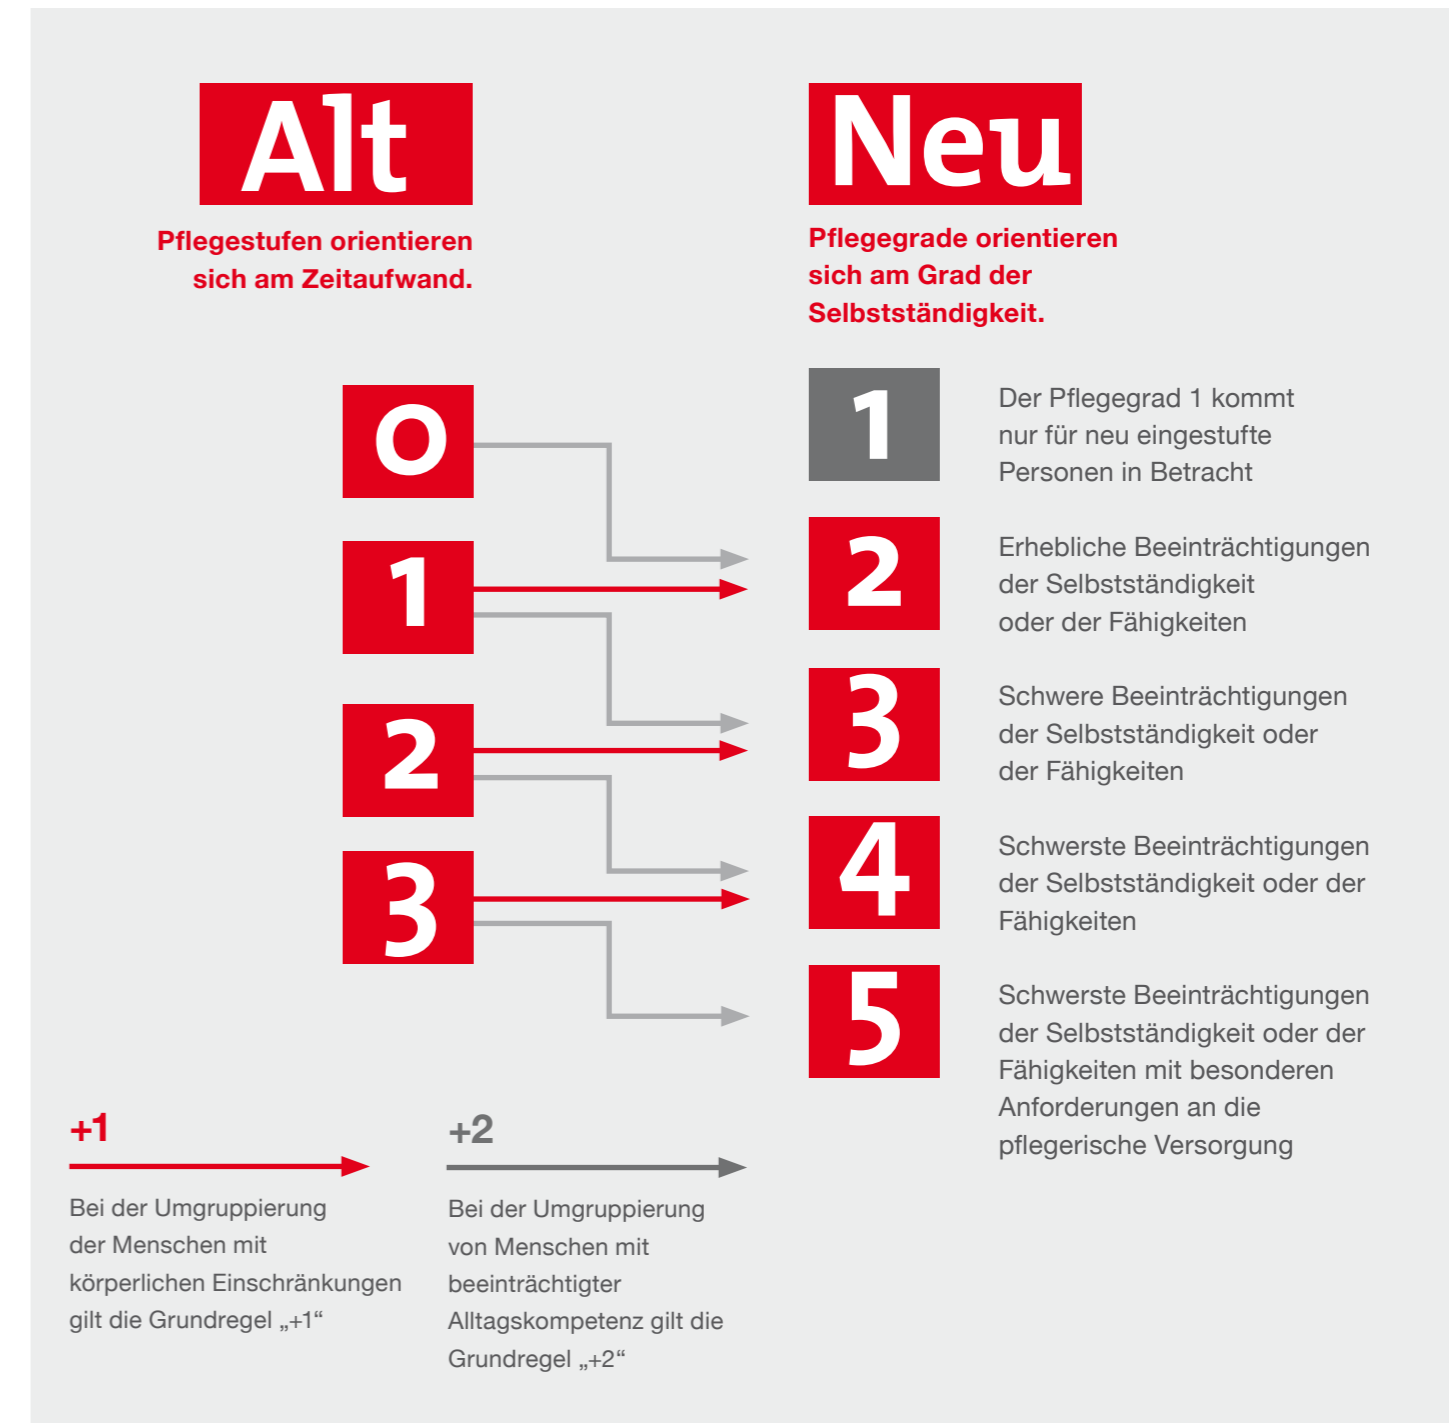 Alt
Pflegestufen orientieren
sich am Zeitaufwand.
0
1
2
3
Neu
Pflegegrade orientieren
sich am Grad der
Selbstständigkeit.
1
Der Pflegegrad 1 kommt
nur für neu eingestufte
Personen in Betracht
2
Erhebliche Beeinträchtigungen
der Selbstständigkeit
oder der Fähigkeiten
3
Schwere Beeinträchtigungen
der Selbstständigkeit oder
der Fähigkeiten
4
Schwerste Beeinträchtigungen
der Selbstständigkeit oder der
Fähigkeiten
5
Schwerste Beeinträchtigungen
der Selbstständigkeit oder der
Fähigkeiten mit besonderen
Anforderungen an die
pflegerische Versorgung
+1
Bei der Umgruppierung
der Menschen mit
körperlichen Einschränkungen
gilt die Grundregel „+1“
+2
Bei der Umgruppierung
von Menschen mit
beeinträchtigter
Alltagskompetenz gilt die
Grundregel „+2“